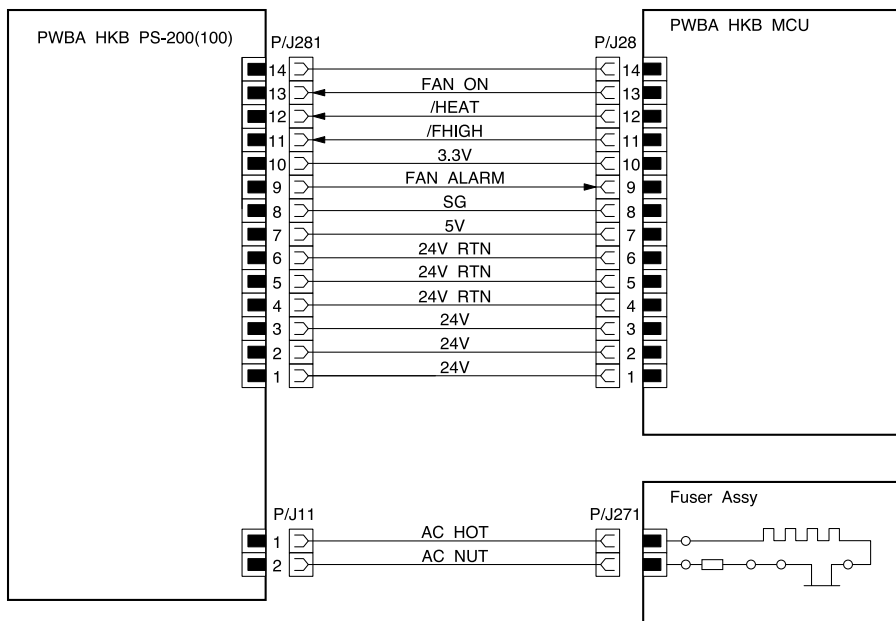 PWBA HKB PS-200(100)
P/J281
P/J28
PWBA HKB MCU
14 14
13 FAN ON 13
12 /HEAT 12
11 /FHIGH 11
10 3.3V 10
9 FAN ALARM 9
8 SG 8
7 5V 7
6 24V RTN 6
5 24V RTN 5
4 24V RTN 4
3 24V 3
2 24V 2
1 24V 1
Fuser Assy
P/J11
P/J271
1 AC HOT
2 AC NUT